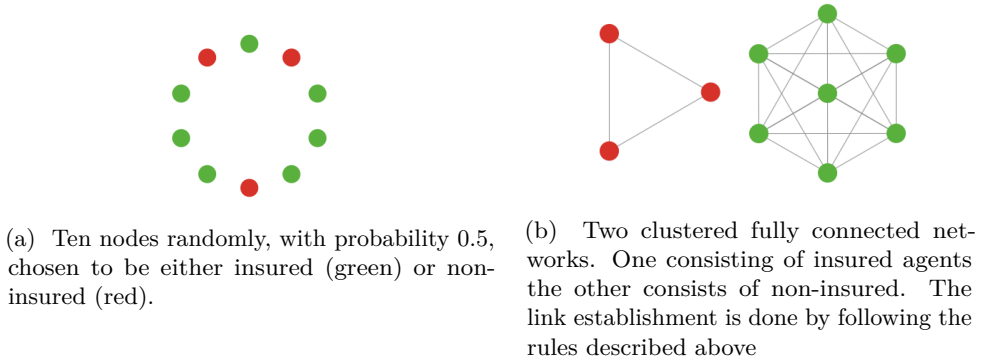 (a) Ten nodes randomly, with probability 0.5,
chosen to be either insured (green) or non-
insured (red).
(b) Two clustered fully connected net-
works. One consisting of insured agents
the other consists of non-insured. The
link establishment is done by following the
rules described above